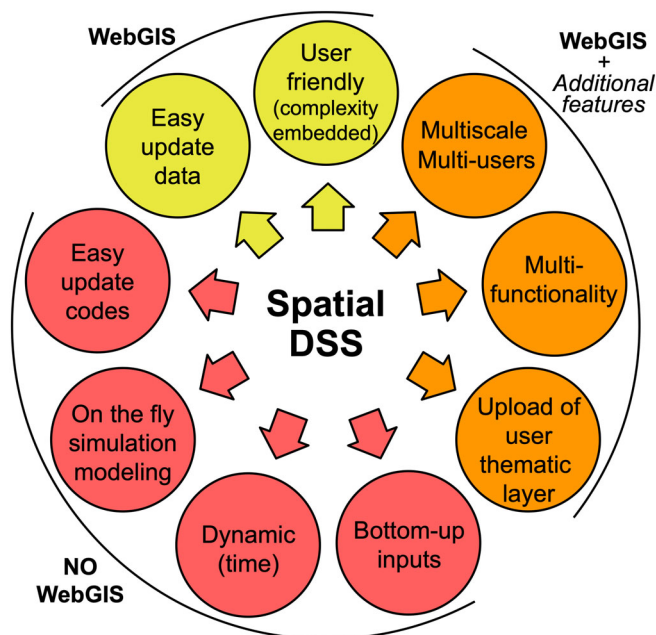 WebGIS
User
friendly
(complexity
embedded)
WebGIS
+
Additional
features
Easy
update
data
Multiscale
Multi-users
Easy
update
codes
Spatial
DSS
Multi-
functionality
On the fly
simulation
modeling
Upload of
user
thematic
layer
Dynamic
(time)
Bottom-up
inputs
NO
WebGIS